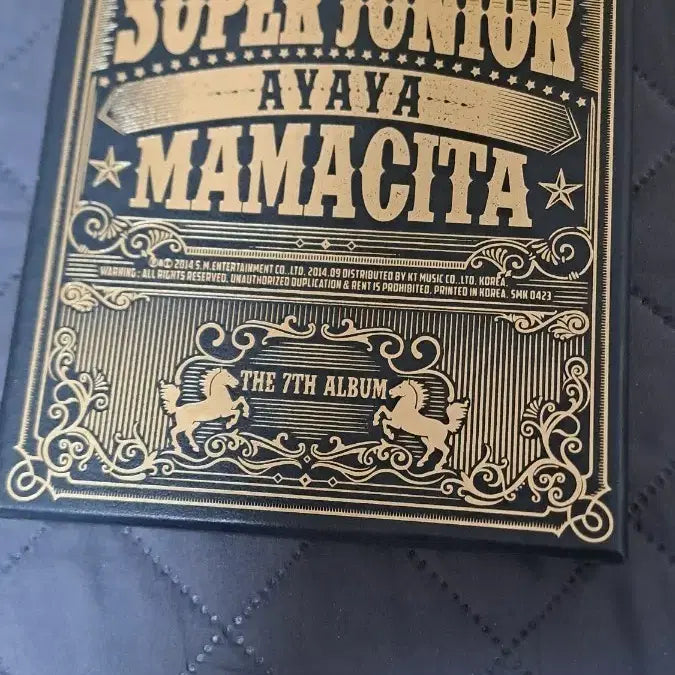 SUPER JUNIOR
AYAYA
MAMACITA
℗&© 2014 S.M.ENTERTAINMENT CO., LTD. 2014.09 DISTRIBUTED BY KT MUSIC CO.,LTD. KOREA.
WARNING : ALL RIGHTS RESERVED. UNAUTHORIZED DUPLICATION & RENT IS PROHIBITED. PRINTED IN KOREA. SMK 0423
THE 7TH ALBUM